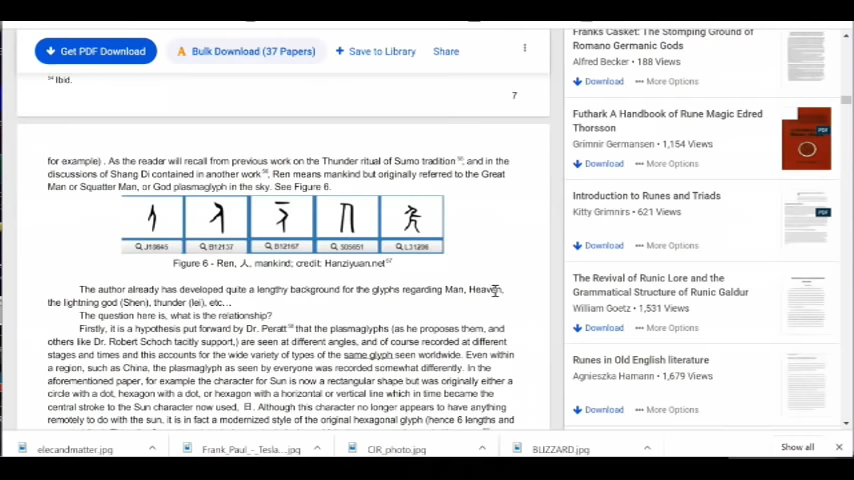 Get PDF Download
Bulk Download (37 Papers)
+ Save to Library
Share
54 Ibid.
7
for example) . As the reader will recall from previous work on the Thunder ritual of Sumo tradition, and in the
discussions of Shang Di contained in another work, Ren means mankind but originally referred to the Great
Man or Squatter Man, or God plasmaglyph in the sky. See Figure 6.
J18845
B12137
B12167
S05651
L31206
Figure 6 - Ren, 人, mankind; credit: Hanziyuan.net57
The author already has developed quite a lengthy background for the glyphs regarding Man, Heaven,
the lightning god (Shen), thunder (lei), etc...
The question here is, what is the relationship?
Firstly, it is a hypothesis put forward by Dr. Peratt that the plasmaglyphs (as he proposes them, and
others like Dr. Robert Schoch tacitly support,) are seen at different angles, and of course recorded at different
stages and times and this accounts for the wide variety of types of the same glyph seen worldwide. Even within
a region, such as China, the plasmaglyph as seen by everyone was recorded somewhat differently. In the
aforementioned paper, for example the character for Sun is now a rectangular shape but was originally either a
circle with a dot, hexagon with a dot, or hexagon with a horizontal or vertical line which in time became the
central stroke to the Sun character now used, 日. Although this character no longer appears to have anything
remotely to do with the sun, it is in fact a modernized style of the original hexagonal glyph (hence 6 lengths and
Franks Casket: The Stomping Ground of
Romano Germanic Gods
Alfred Becker • 188 Views
Download ••• More Options
Futhark A Handbook of Rune Magic Edred
Thorsson
Grimnir Germansen • 1,154 Views
Download ••• More Options
PDF
Introduction to Runes and Triads
Kitty Grimnirs • 621 Views
Download ••• More Options
PDF
The Revival of Runic Lore and the
Grammatical Structure of Runic Galdur
William Goetz • 1,531 Views
Download ••• More Options
Runes in Old English literature
Agnieszka Hamann • 1,679 Views
Download ••• More Options
elecandmatter.jpg
Frank_Paul_-_Tesla....jpg
CIR_photo.jpg
BLIZZARD.jpg
Show all